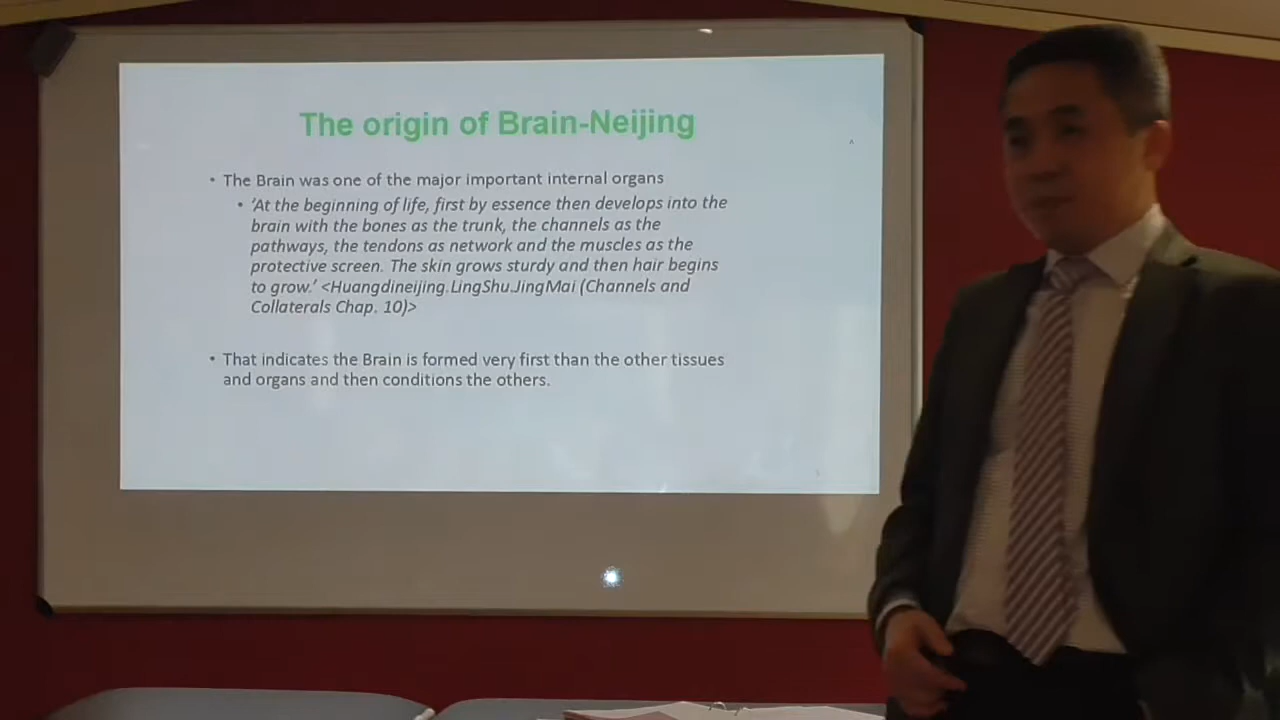 The origin of Brain-Neijing
• The Brain was one of the major important internal organs
• ‘At the beginning of life, first by essence then develops into the
brain with the bones as the trunk, the channels as the
pathways, the tendons as network and the muscles as the
protective screen. The skin grows sturdy and then hair begins
to grow.’ <Huangdineijing.LingShu.JingMai (Channels and
Collaterals Chap. 10)>
• That indicates the Brain is formed very first than the other tissues
and organs and then conditions the others.